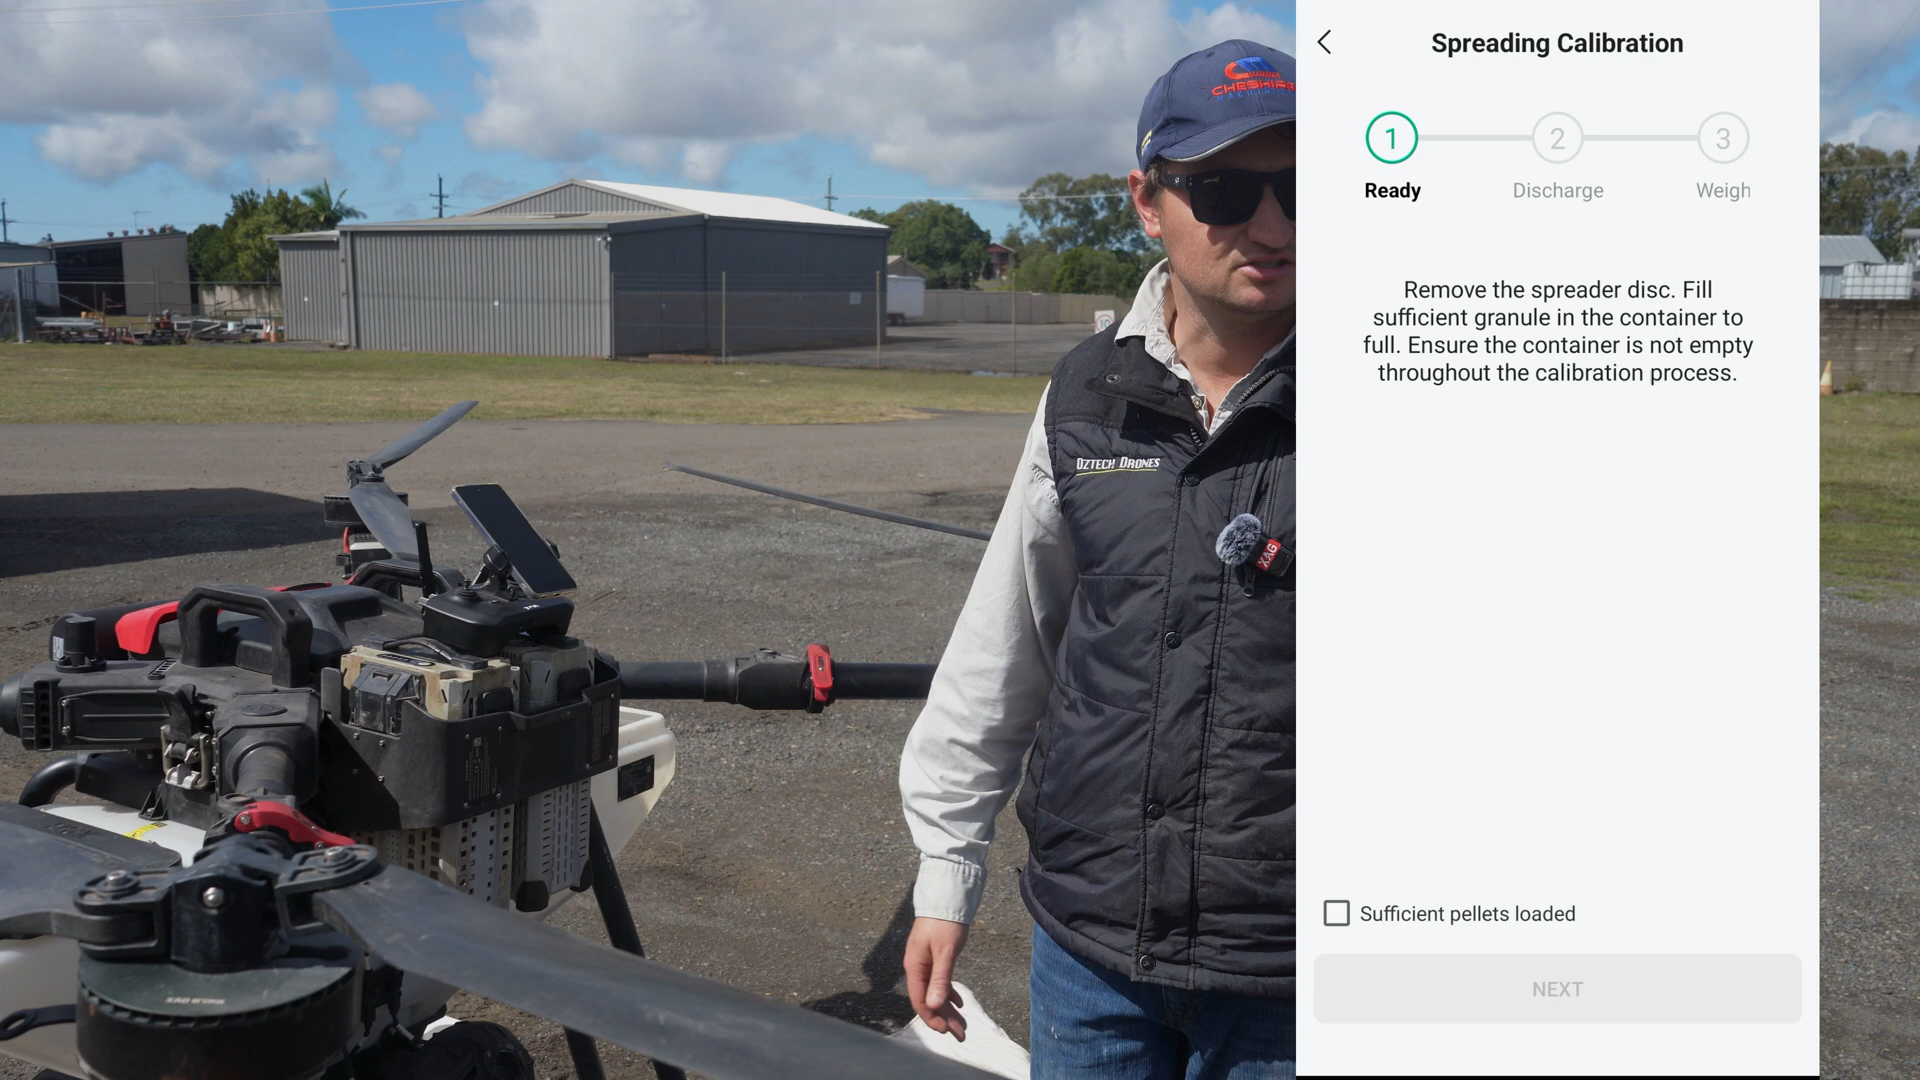 Spreading Calibration
1
2
3
Ready
Discharge
Weigh
Remove the spreader disc. Fill
sufficient granule in the container to
full. Ensure the container is not empty
throughout the calibration process.
Sufficient pellets loaded
NEXT
CHESHIRE
OZTECH DRONES
XAG